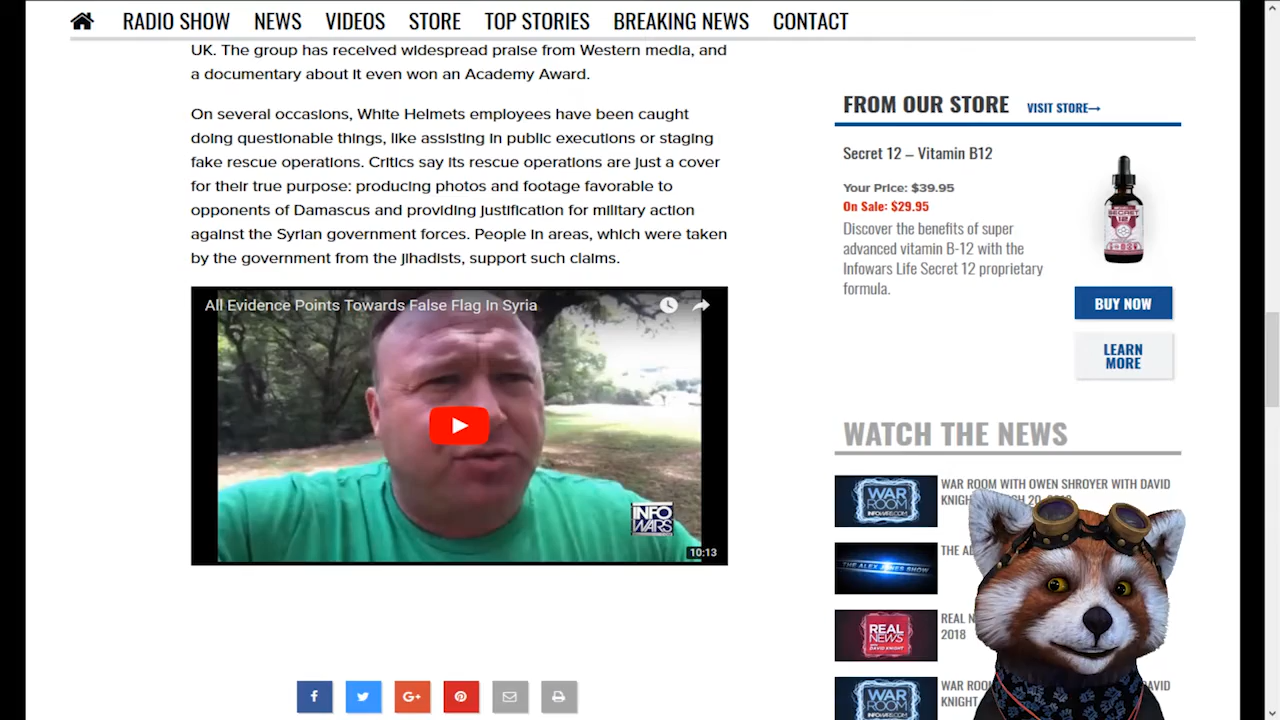 RADIO SHOW NEWS VIDEOS STORE TOP STORIES BREAKING NEWS CONTACT
UK. The group has received widespread praise from Western media, and
a documentary about it even won an Academy Award.
On several occasions, White Helmets employees have been caught
doing questionable things, like assisting in public executions or staging
fake rescue operations. Critics say its rescue operations are just a cover
for their true purpose: producing photos and footage favorable to
opponents of Damascus and providing justification for military action
against the Syrian government forces. People in areas, which were taken
by the government from the jihadists, support such claims.
All Evidence Points Towards False Flag In Syria
INFO
WARS
10:13
FROM OUR STORE VISIT STORE→
Secret 12 – Vitamin B12
Your Price: $39.95
On Sale: $29.95
Discover the benefits of super
advanced vitamin B-12 with the
Infowars Life Secret 12 proprietary
formula.
SECRET
12
BUY NOW
LEARN
MORE
WATCH THE NEWS
WAR
ROOM
INFOWARS.COM
WAR ROOM WITH OWEN SHROYER WITH DAVID
THE ALEX JONES SHOW
THE
REAL
NEWS
REAL
2018
WAR
ROOM
WAR DAVID
KNIGHT